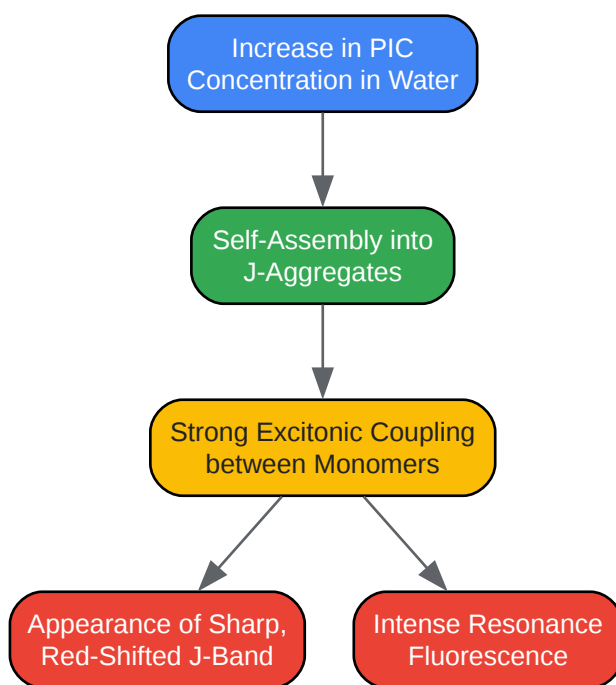 Increase in PIC
Concentration in Water
Self-Assembly into
J-Aggregates
Strong Excitonic Coupling
between Monomers
Appearance of Sharp,
Red-Shifted J-Band
Intense Resonance
Fluorescence